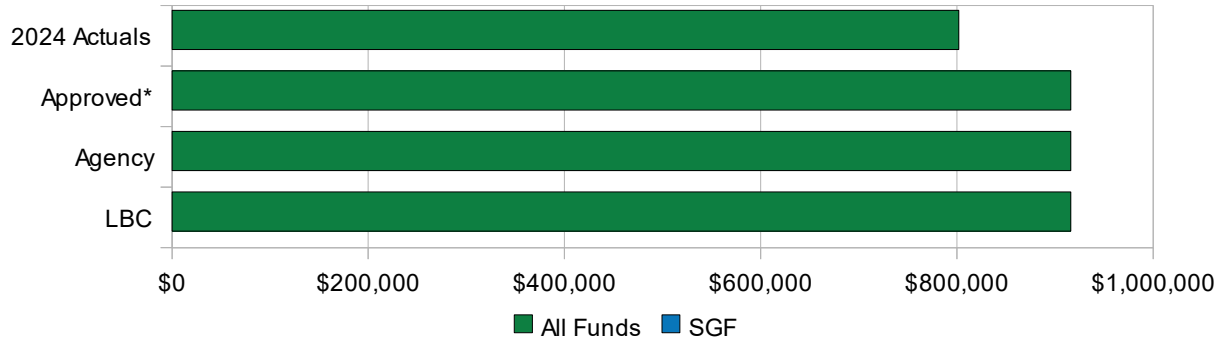 2024 Actuals
Approved*
Agency
LBC
$0 $200,000 $400,000 $600,000 $800,000 $1,000,000
All Funds SGF